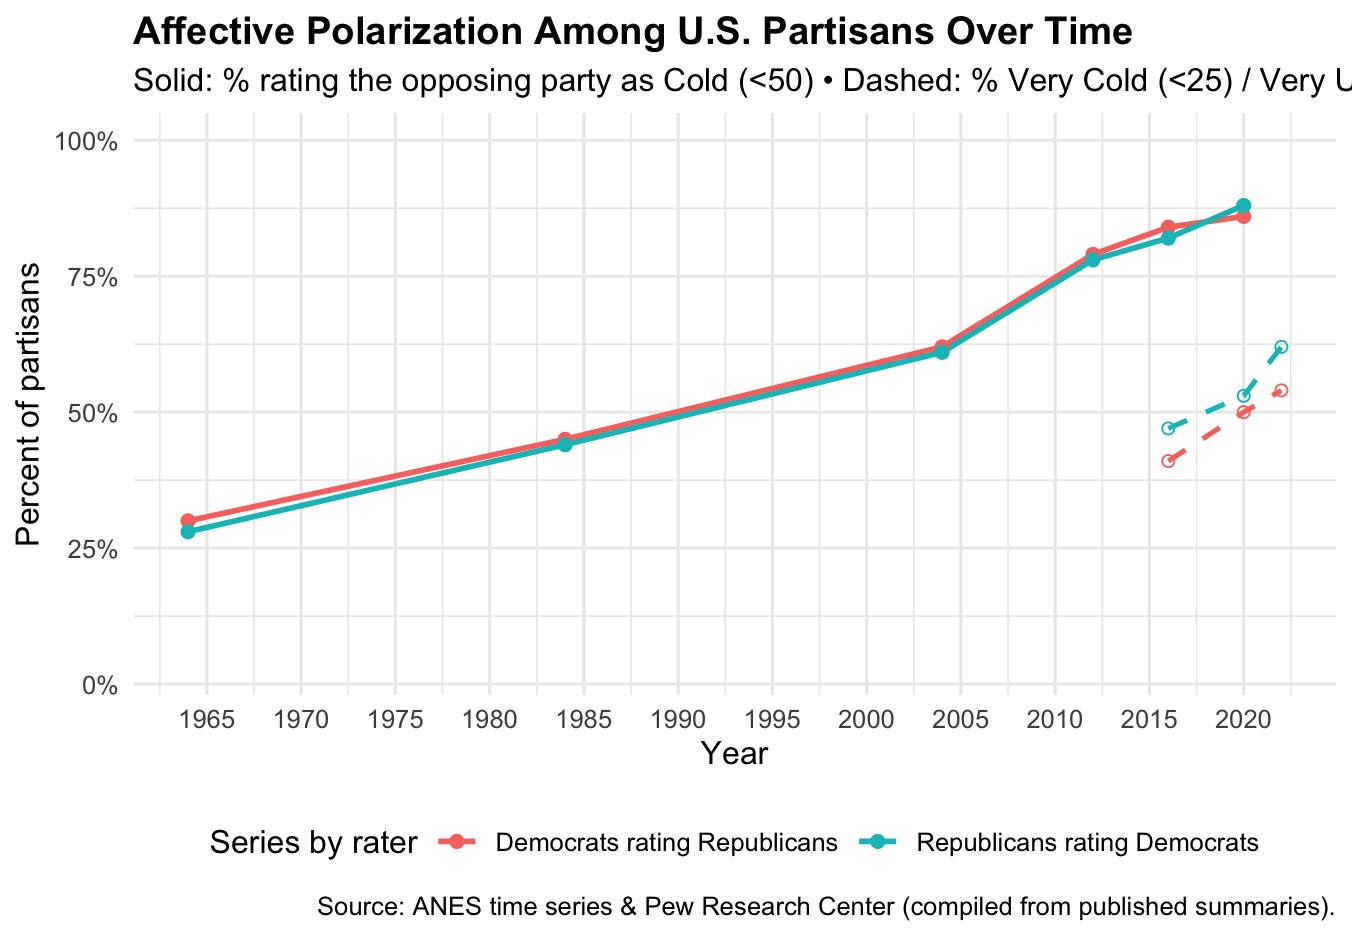 Affective Polarization Among U.S. Partisans Over Time
Solid: % rating the opposing party as Cold (<50) • Dashed: % Very Cold (<25) / Very U
100%
75%
50%
25%
0%
Percent of partisans
1965 1970 1975 1980 1985 1990 1995 2000 2005 2010 2015 2020
Year
Series by rater Democrats rating Republicans Republicans rating Democrats
Source: ANES time series & Pew Research Center (compiled from published summaries).